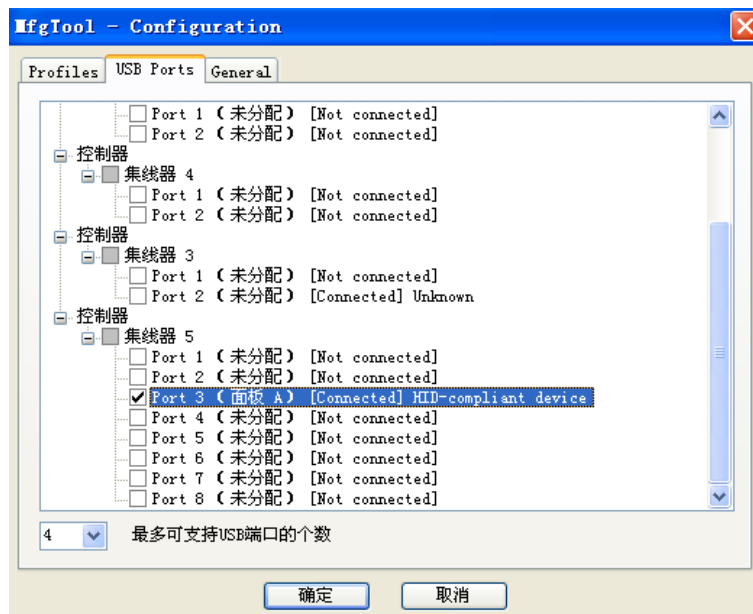 MfgTool - Configuration
Profiles USB Ports General
Port 1 (未分配) [Not connected]
Port 2 (未分配) [Not connected]
控制器
集线器 4
Port 1 (未分配) [Not connected]
Port 2 (未分配) [Not connected]
控制器
集线器 3
Port 1 (未分配) [Not connected]
Port 2 (未分配) [Connected] Unknown
控制器
集线器 5
Port 1 (未分配) [Not connected]
Port 2 (未分配) [Not connected]
Port 3 (面板 A) [Connected] HID-compliant device
Port 4 (未分配) [Not connected]
Port 5 (未分配) [Not connected]
Port 6 (未分配) [Not connected]
Port 7 (未分配) [Not connected]
Port 8 (未分配) [Not connected]
4 最多可支持USB端口的个数
确定 取消